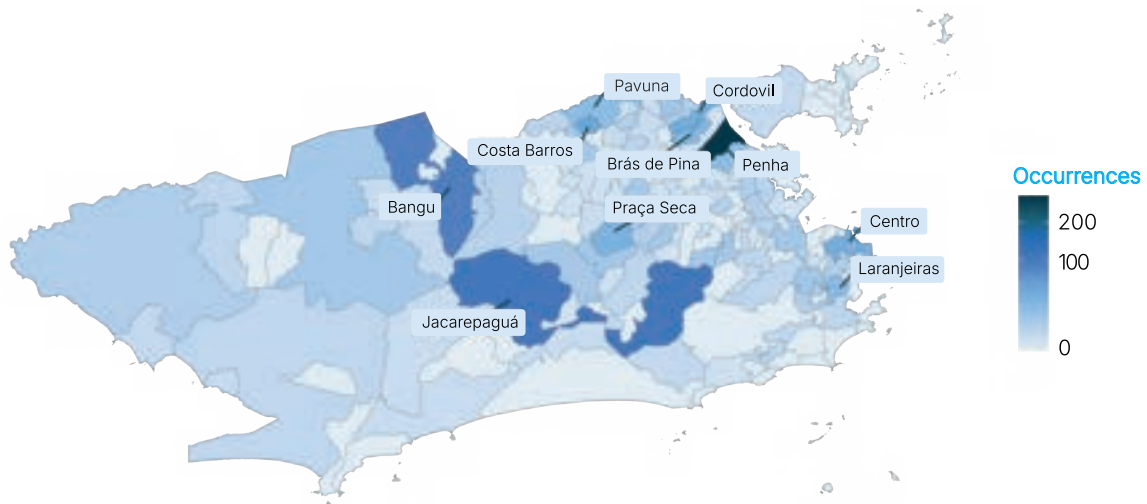 Pavuna
Cordovil
Costa Barros
Brás de Pina
Penha
Bangu
Praça Seca
Centro
Laranjeiras
Jacarepaguá
Occurrences
200
100
0